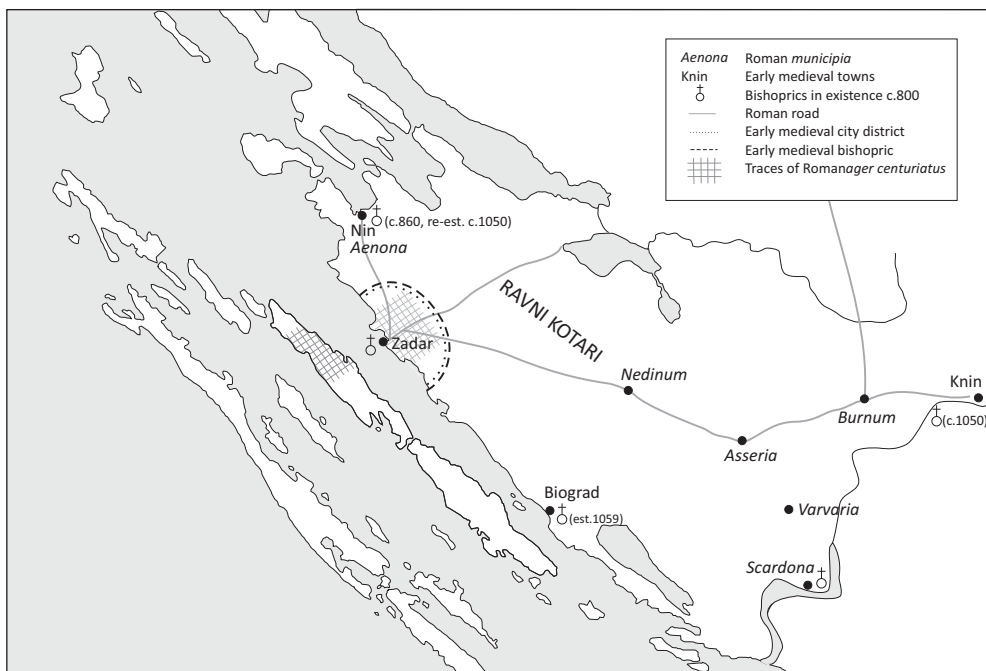 Aenona Roman municipia
Knin Early medieval towns
Bishoprics in existence c.800
Roman road
Early medieval city district
Early medieval bishopric
Traces of Romanager centuriatus
(c.860, re-est. c.1050)
Nin
Aenona
RAVNI KOTARI
Zadar
Nedinum
Knin
Burnum
(c.1050)
Asseria
Biograd
(est.1059)
Varvaria
Scardona